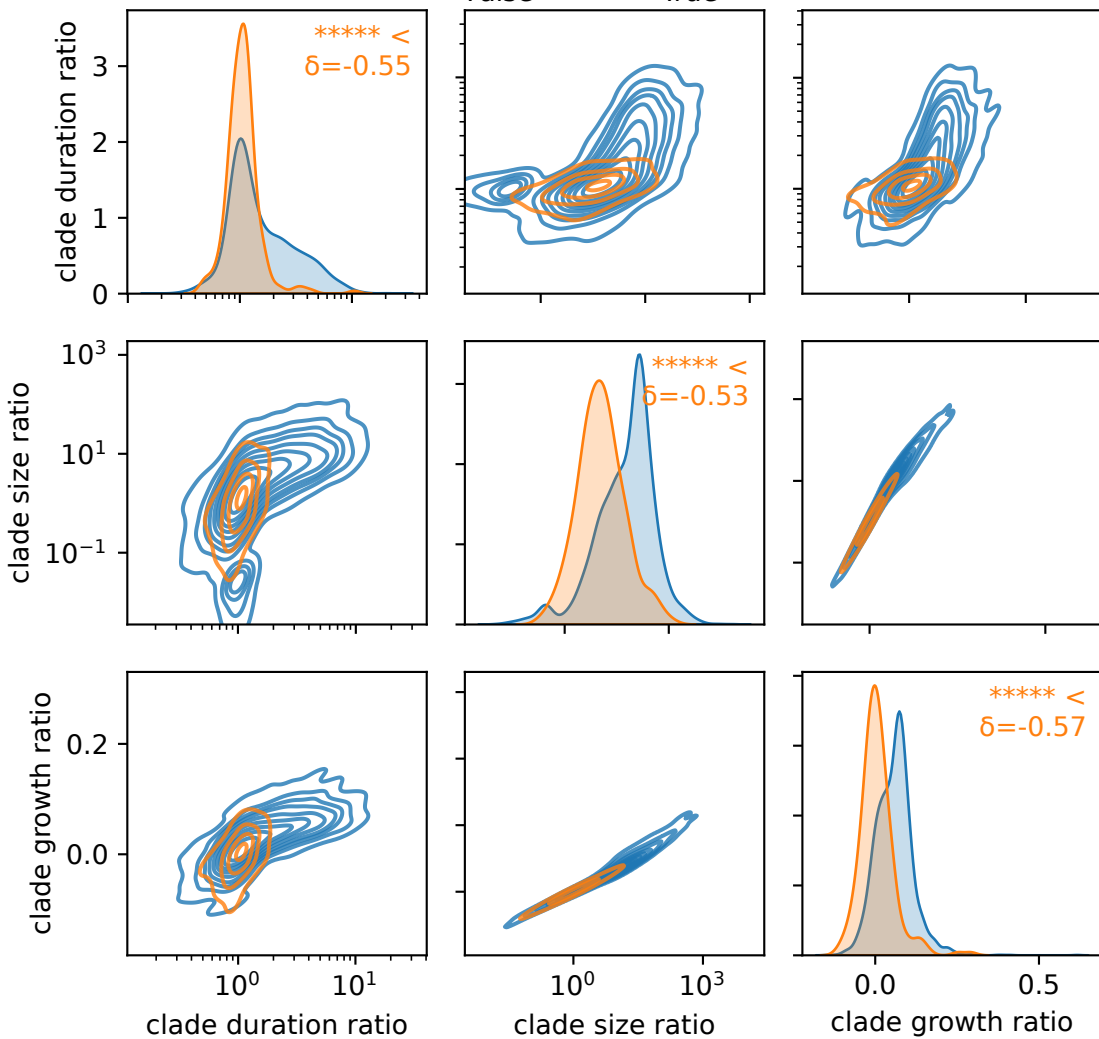 False True
clade duration ratio
3
2
1
0
***** <
δ=-0.55
clade size ratio
10³
10¹
10⁻¹
***** <
δ=-0.53
clade growth ratio
0.2
0.0
***** <
δ=-0.57
10⁰ 10¹
10⁰ 10³
0.0 0.5
clade duration ratio
clade size ratio
clade growth ratio